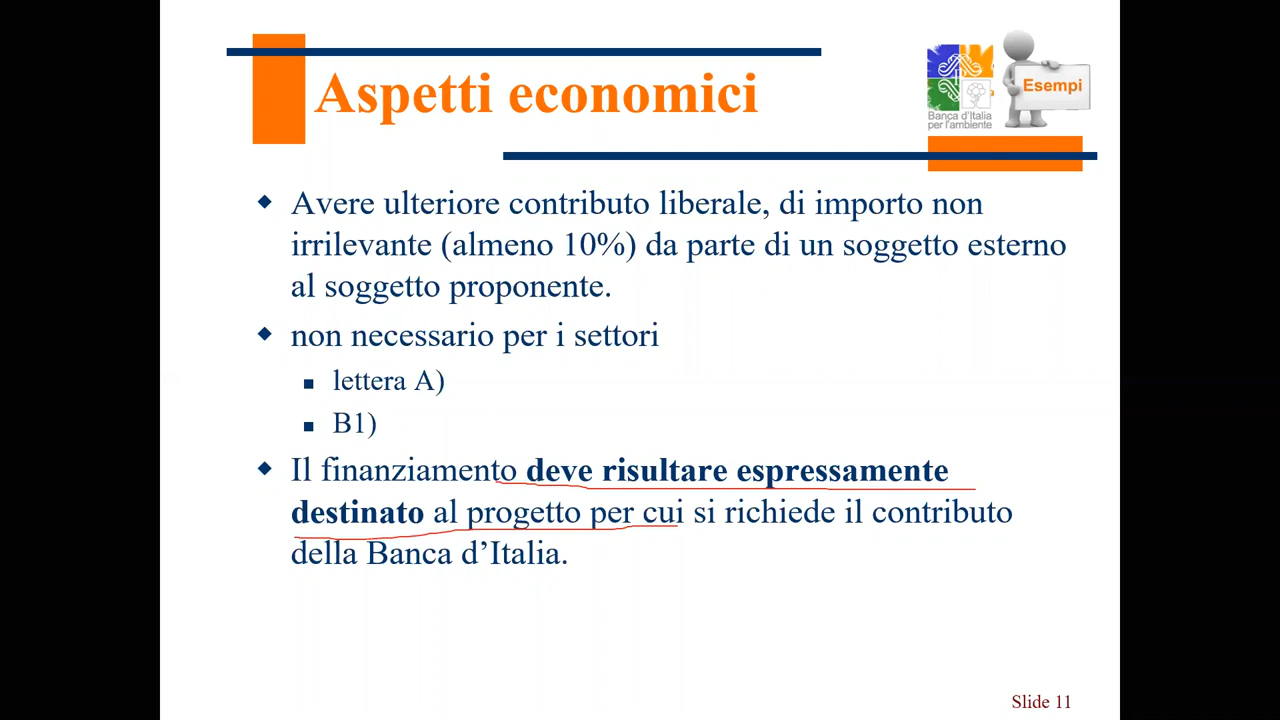 Aspetti economici
Esempi
Banca d'Italia
per l'ambiente
Avere ulteriore contributo liberale, di importo non
irrilevante (almeno 10%) da parte di un soggetto esterno
al soggetto proponente.
non necessario per i settori
lettera A)
B1)
Il finanziamento deve risultare espressamente
destinato al progetto per cui si richiede il contributo
della Banca d’Italia.
Slide 11